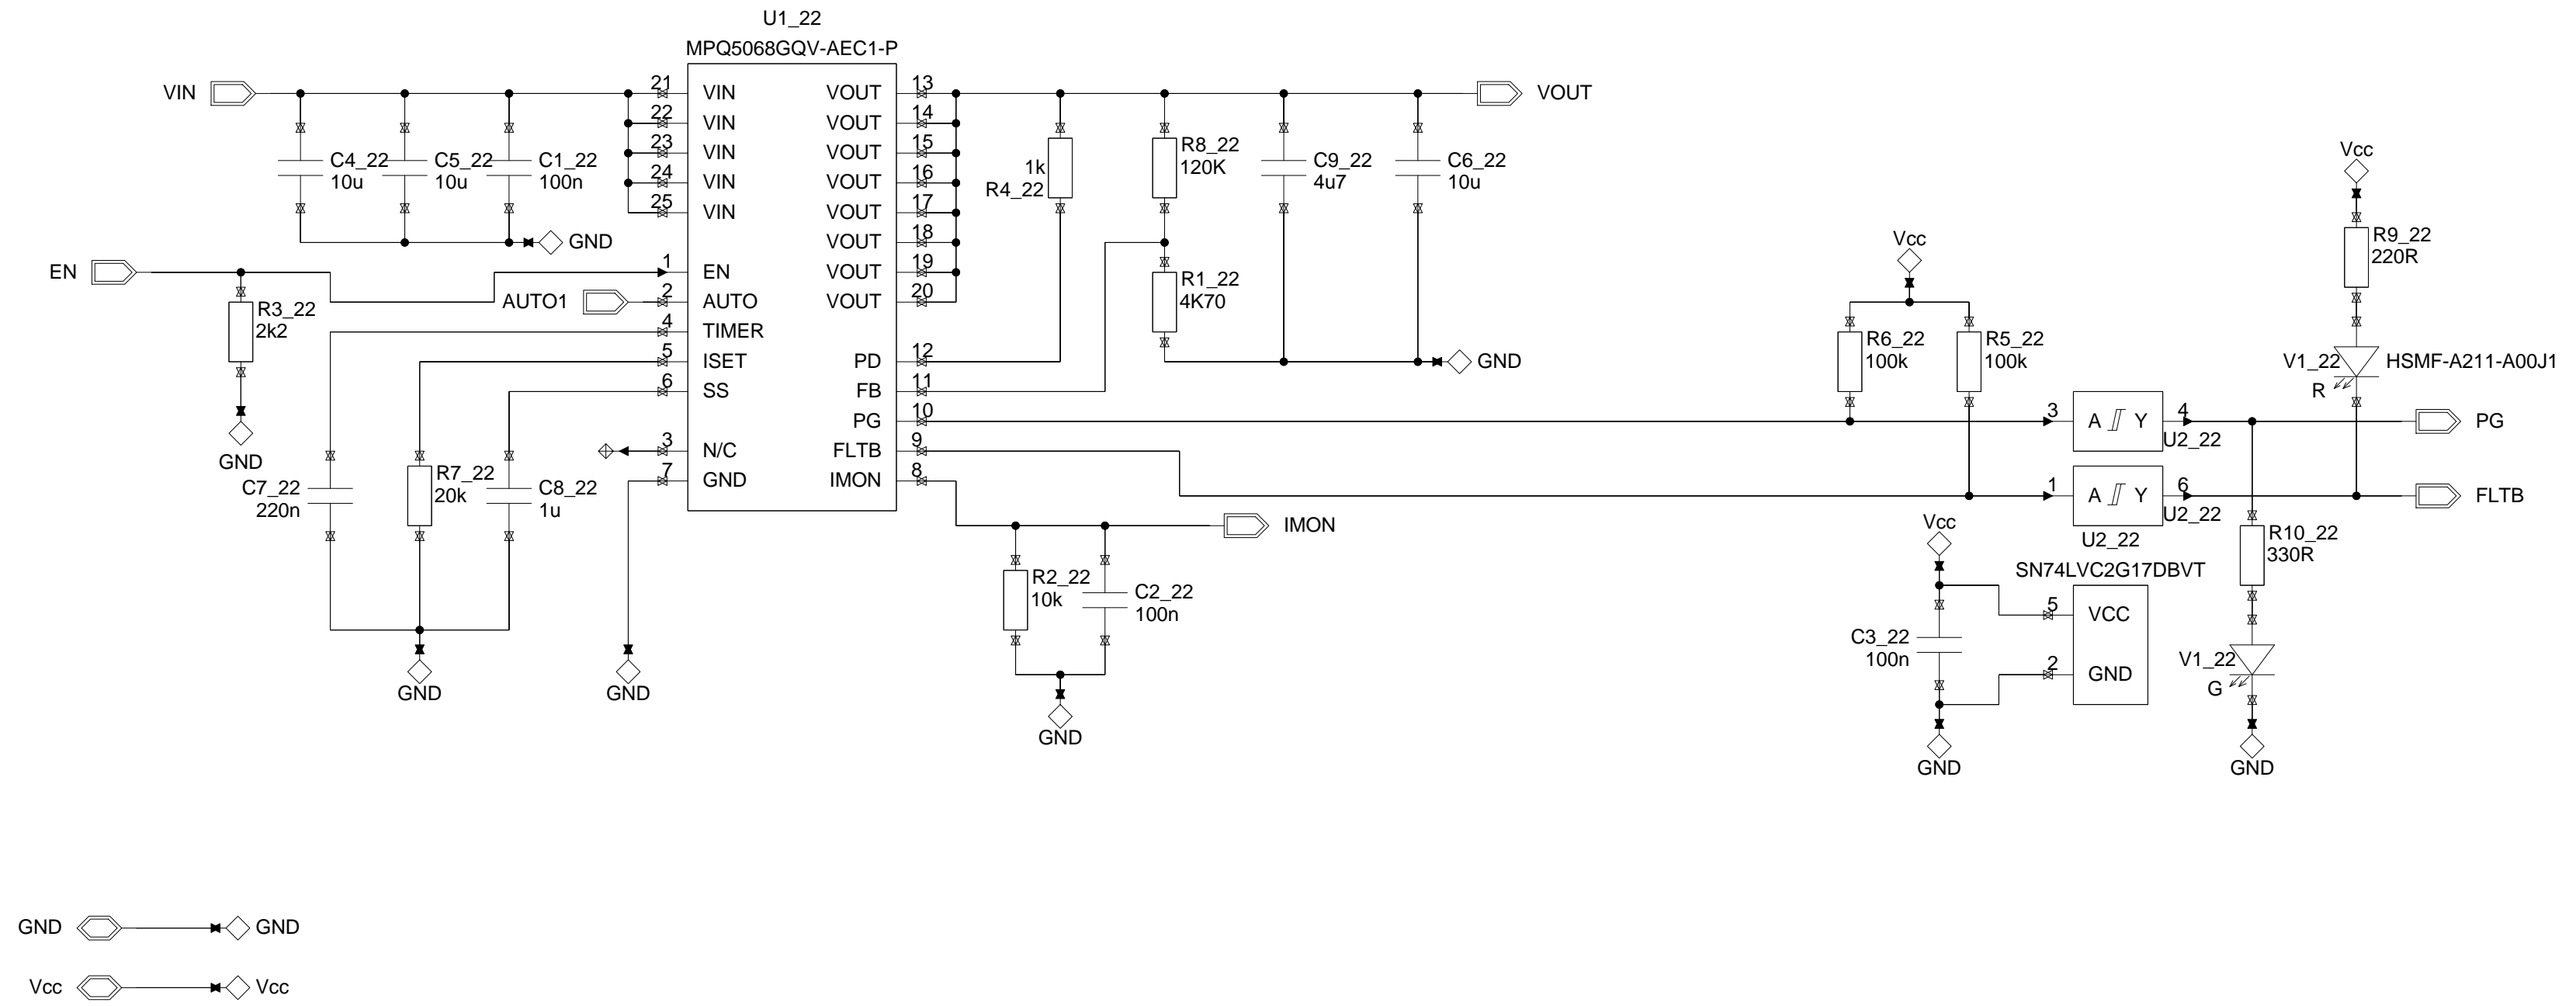 U1_22
MPQ5068GQV-AEC1-P
VIN
21 VIN
22 VIN
23 VIN
24 VIN
25 VIN
1 EN
2 AUTO
4 TIMER
5 ISET
6 SS
3 N/C
7 GND
VOUT 13
VOUT 14
VOUT 15
VOUT 16
VOUT 17
VOUT 18
VOUT 19
VOUT 20
PD 12
FB 11
PG 10
FLTB 9
IMON 8
C4_22
10u
C5_22
10u
C1_22
100n
GND
EN
AUTO1
R3_22
2k2
GND
C7_22
220n
R7_22
20k
C8_22
1u
GND
GND
1k
R4_22
R8_22
120K
R1_22
4K70
C9_22
4u7
C6_22
10u
VOUT
GND
R2_22
10k
C2_22
100n
GND
IMON
Vcc
R6_22
100k
R5_22
100k
Vcc
R9_22
220R
V1_22
R
HSMF-A211-A00J1
3 A Y 4
U2_22
PG
1 A Y 6
U2_22
FLTB
U2_22
SN74LVC2G17DBVT
5 VCC
2 GND
Vcc
C3_22
100n
GND
R10_22
330R
V1_22
G
GND
GND GND
Vcc Vcc